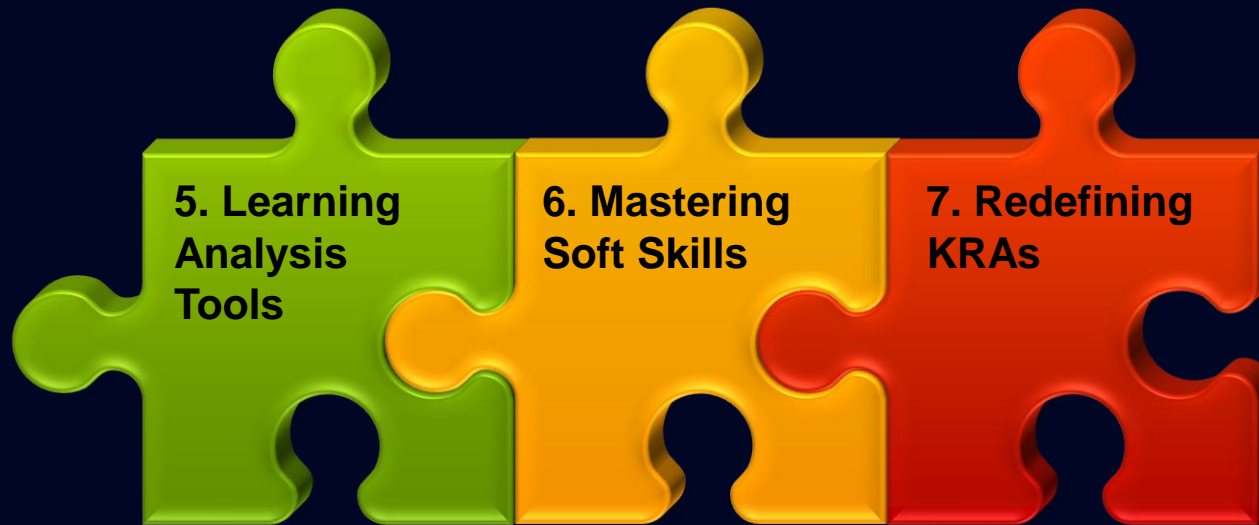 5. Learning
Analysis
Tools
6. Mastering
Soft Skills
7. Redefining
KRAs